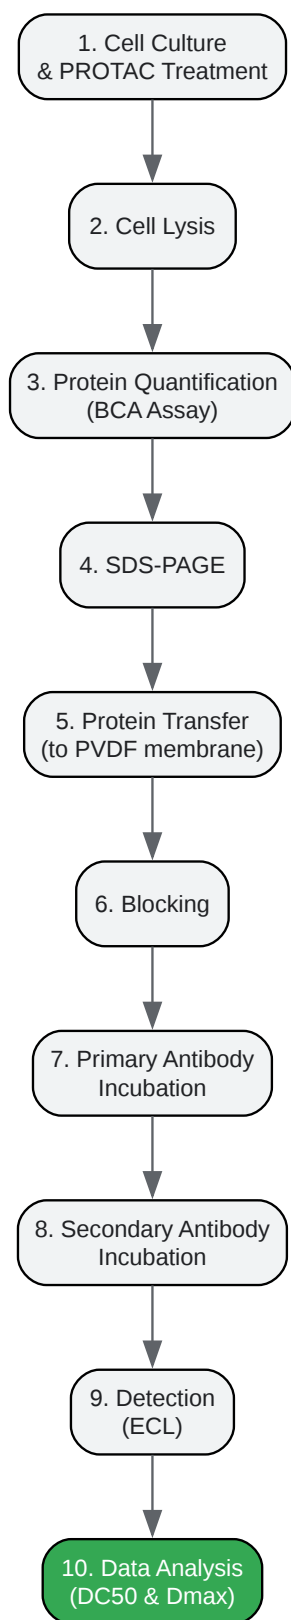 1. Cell Culture
& PROTAC Treatment
2. Cell Lysis
3. Protein Quantification
(BCA Assay)
4. SDS-PAGE
5. Protein Transfer
(to PVDF membrane)
6. Blocking
7. Primary Antibody
Incubation
8. Secondary Antibody
Incubation
9. Detection
(ECL)
10. Data Analysis
(DC50 & Dmax)